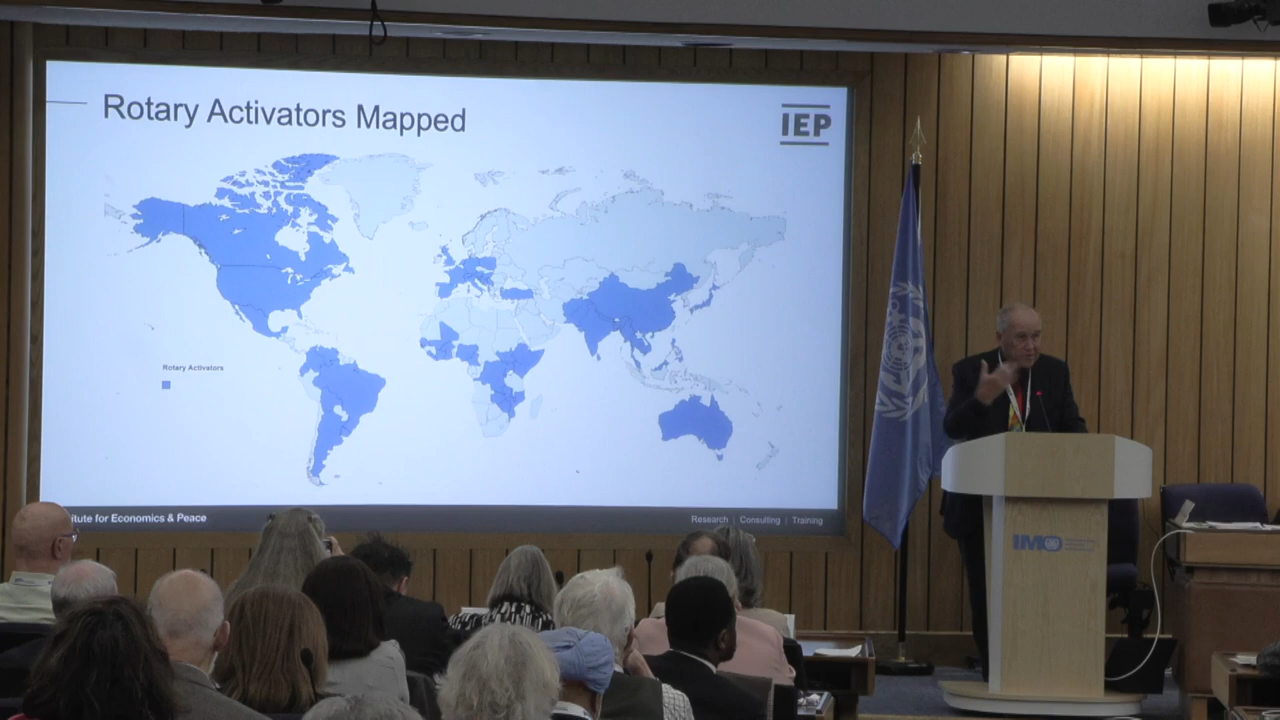 Rotary Activators Mapped
IEP
Rotary Activators
itute for Economics & Peace
Research | Consulting | Training
IMO